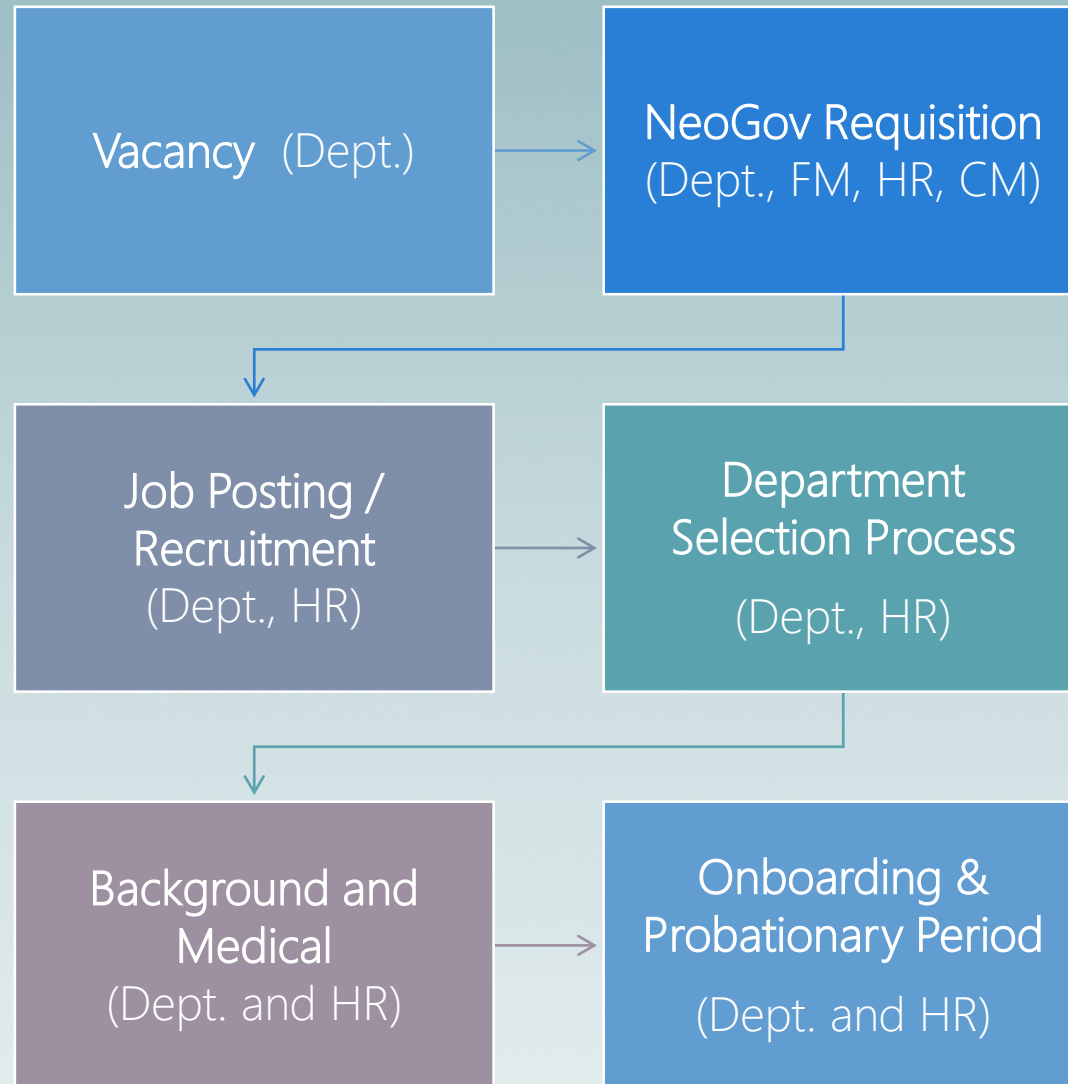 Vacancy (Dept.)
NeoGov Requisition
(Dept., FM, HR, CM)
Job Posting /
Recruitment
(Dept., HR)
Department
Selection Process
(Dept., HR)
Background and
Medical
(Dept. and HR)
Onboarding &
Probationary Period
(Dept. and HR)